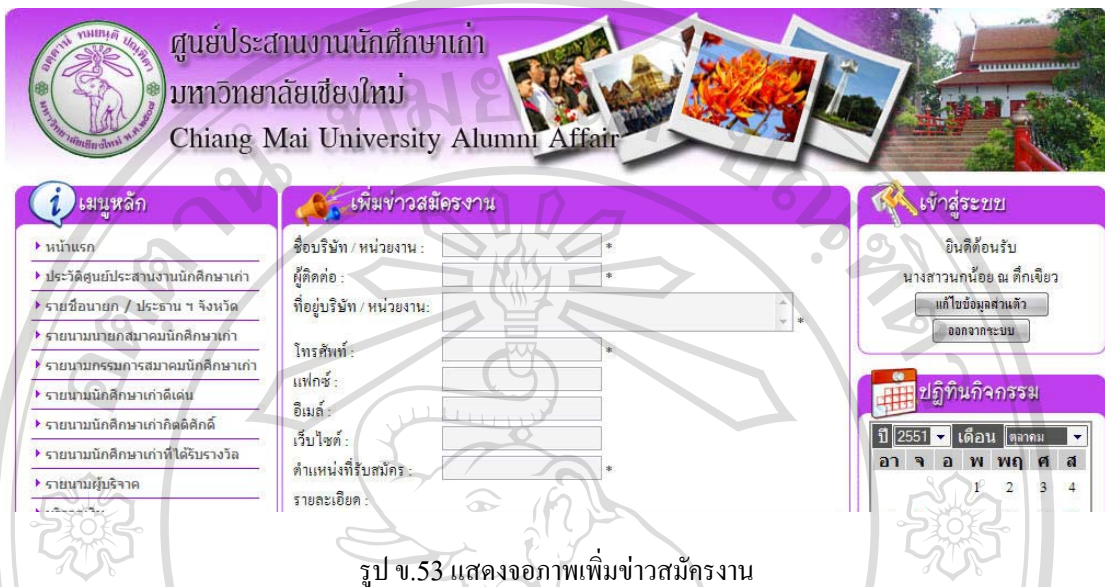 ศูนย์ประสานงานนักศึกษาเก่า
มหาวิทยาลัยเชียงใหม่
Chiang Mai University Alumni Affair
เมนูหลัก
หน้าแรก
ประวัติศูนย์ประสานงานนักศึกษาเก่า
รายชื่อนายก / ประธาน ฯ จังหวัด
รายนามนายกสมาคมนักศึกษาเก่า
รายนามกรรมการสมาคมนักศึกษาเก่า
รายนามนักศึกษาเก่าดีเด่น
รายนามนักศึกษาเก่ากิตติศักดิ์
รายนามนักศึกษาเก่าที่ได้รับรางวัล
รายนามผู้บริจาค
เพิ่มข่าวสมัครงาน
ชื่อบริษัท / หน่วยงาน : *
ผู้ติดต่อ : *
ที่อยู่บริษัท / หน่วยงาน: *
โทรศัพท์ : *
แฟกซ์ :
อีเมล์ :
เว็บไซต์ :
ตำแหน่งที่รับสมัคร : *
รายละเอียด :
เข้าสู่ระบบ
ยินดีต้อนรับ
นางสาวนกน้อย ณ ตึกเขียว
แก้ไขข้อมูลส่วนตัว
ออกจากระบบ
ปฏิทินกิจกรรม
ปี 2551 เดือน ตุลาคม
อา จ อ พ พฤ ศ ส
1 2 3 4
รูป ข.53 แสดงจอภาพเพิ่มข่าวสมัครงาน